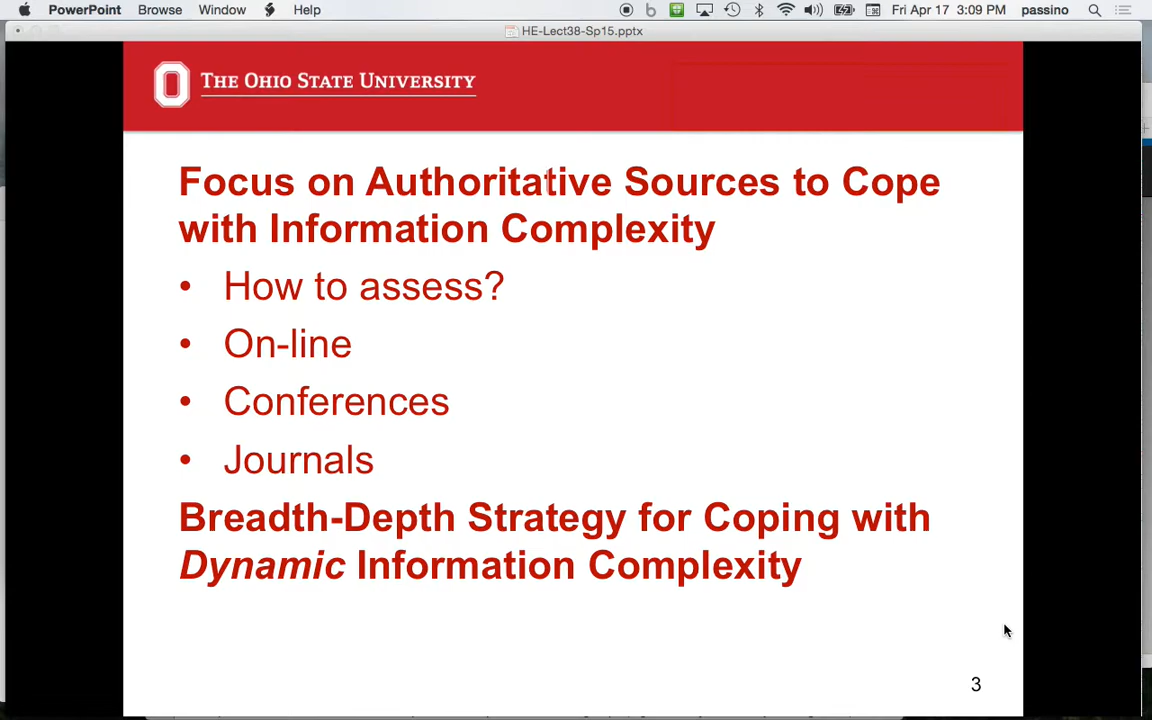 PowerPoint Browse Window Help Fri Apr 17 3:09 PM passino
HE-Lect38-Sp15.pptx
THE OHIO STATE UNIVERSITY
Focus on Authoritative Sources to Cope
with Information Complexity
• How to assess?
• On-line
• Conferences
• Journals
Breadth-Depth Strategy for Coping with
Dynamic Information Complexity
3